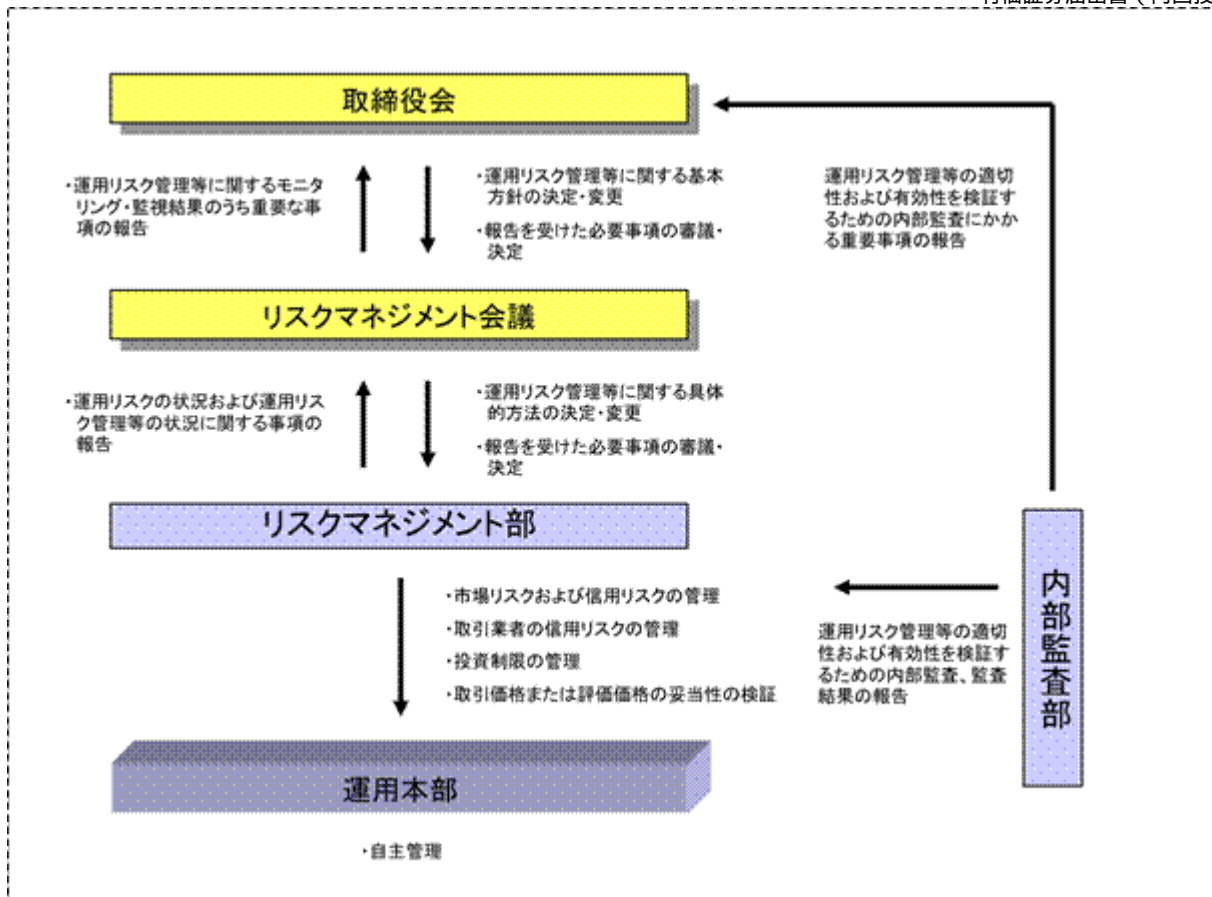 取締役会
・運用リスク管理等に関するモニタ
リング・監視結果のうち重要な事
項の報告
・運用リスク管理等に関する基本
方針の決定・変更
・報告を受けた必要事項の審議・
決定
運用リスク管理等の適切
性および有効性を検証す
るための内部監査にかか
る重要事項の報告
リスクマネジメント会議
・運用リスクの状況および運用リス
ク管理等の状況に関する事項の
報告
・運用リスク管理等に関する具体
的方法の決定・変更
・報告を受けた必要事項の審議・
決定
リスクマネジメント部
・市場リスクおよび信用リスクの管理
・取引業者の信用リスクの管理
・投資制限の管理
・取引価格または評価価格の妥当性の検証
運用リスク管理等の適切
性および有効性を検証す
るための内部監査、監査
結果の報告
内部監査部
運用本部
・自主管理